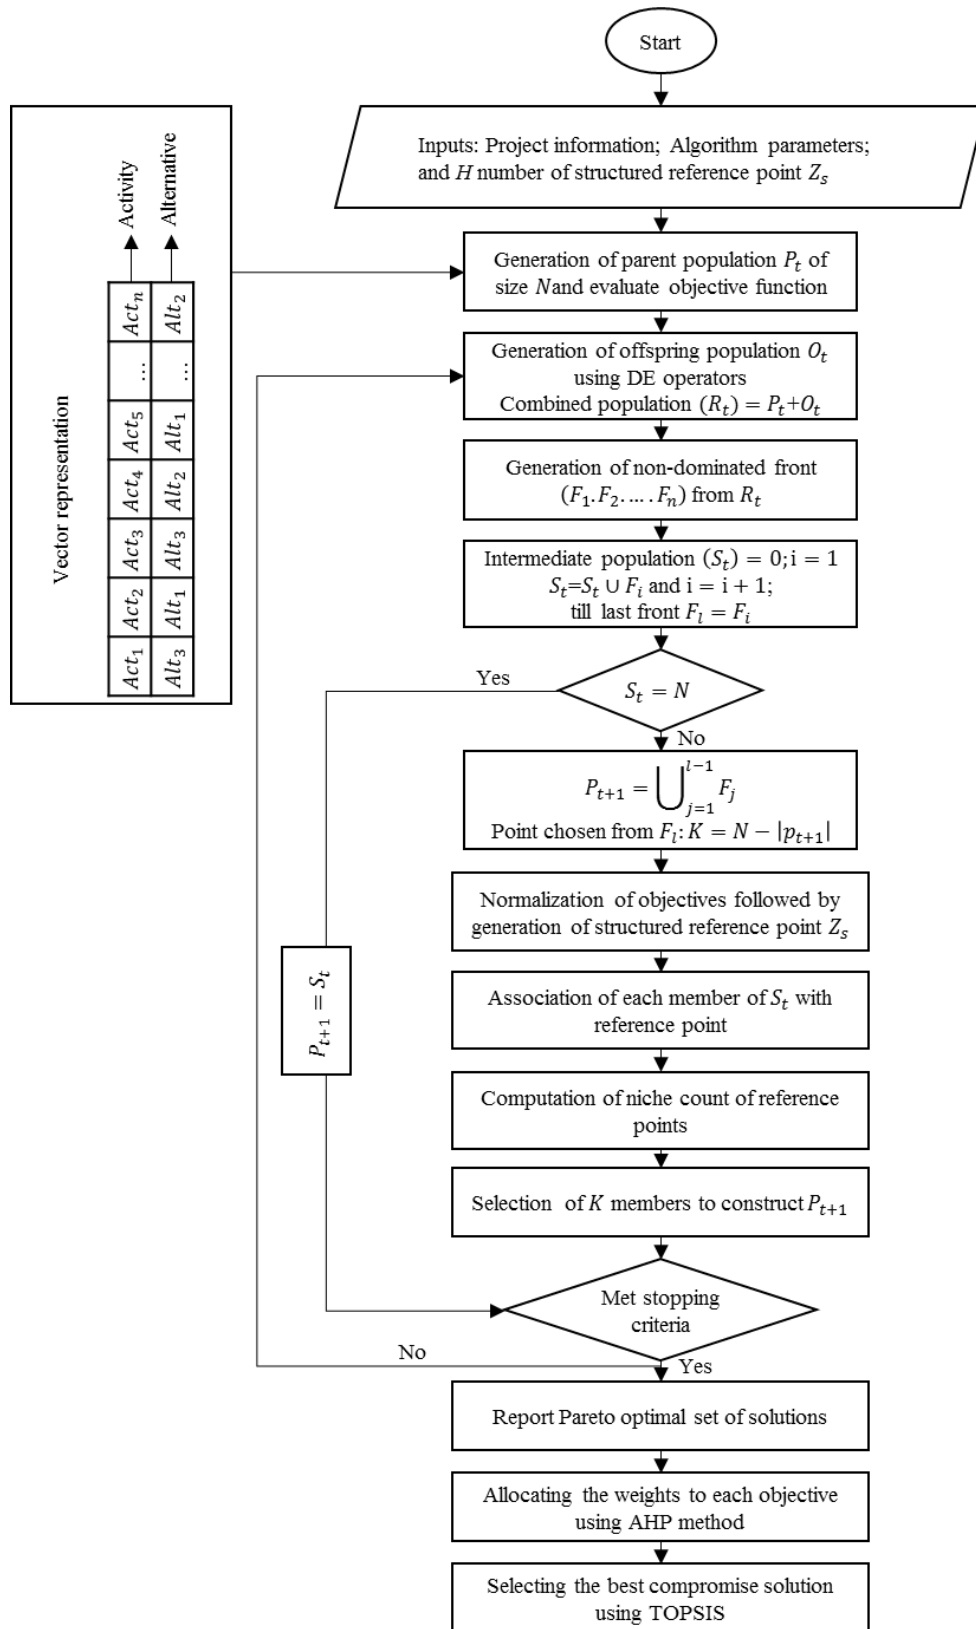 Start
Inputs: Project information; Algorithm parameters;
and H number of structured reference point Z_s
Vector representation
Activity
Alternative
Act_1 Act_2 Act_3 Act_4 Act_5 … Act_n
Alt_3 Alt_1 Alt_3 Alt_2 Alt_1 … Alt_2
Generation of parent population P_t of
size N and evaluate objective function
Generation of offspring population O_t
using DE operators
Combined population (R_t) = P_t+O_t
Generation of non-dominated front
(F_1. F_2. … . F_n) from R_t
Intermediate population (S_t) = 0; i = 1
S_t=S_t ∪ F_i and i = i + 1;
till last front F_l = F_i
S_t = N
Yes
No
P_{t+1} = ⋃_{j=1}^{l-1} F_j
Point chosen from F_l: K = N − |p_{t+1}|
Normalization of objectives followed by
generation of structured reference point Z_s
P_{t+1} = S_t
Association of each member of S_t with
reference point
Computation of niche count of reference
points
Selection of K members to construct P_{t+1}
Met stopping
criteria
No
Yes
Report Pareto optimal set of solutions
Allocating the weights to each objective
using AHP method
Selecting the best compromise solution
using TOPSIS